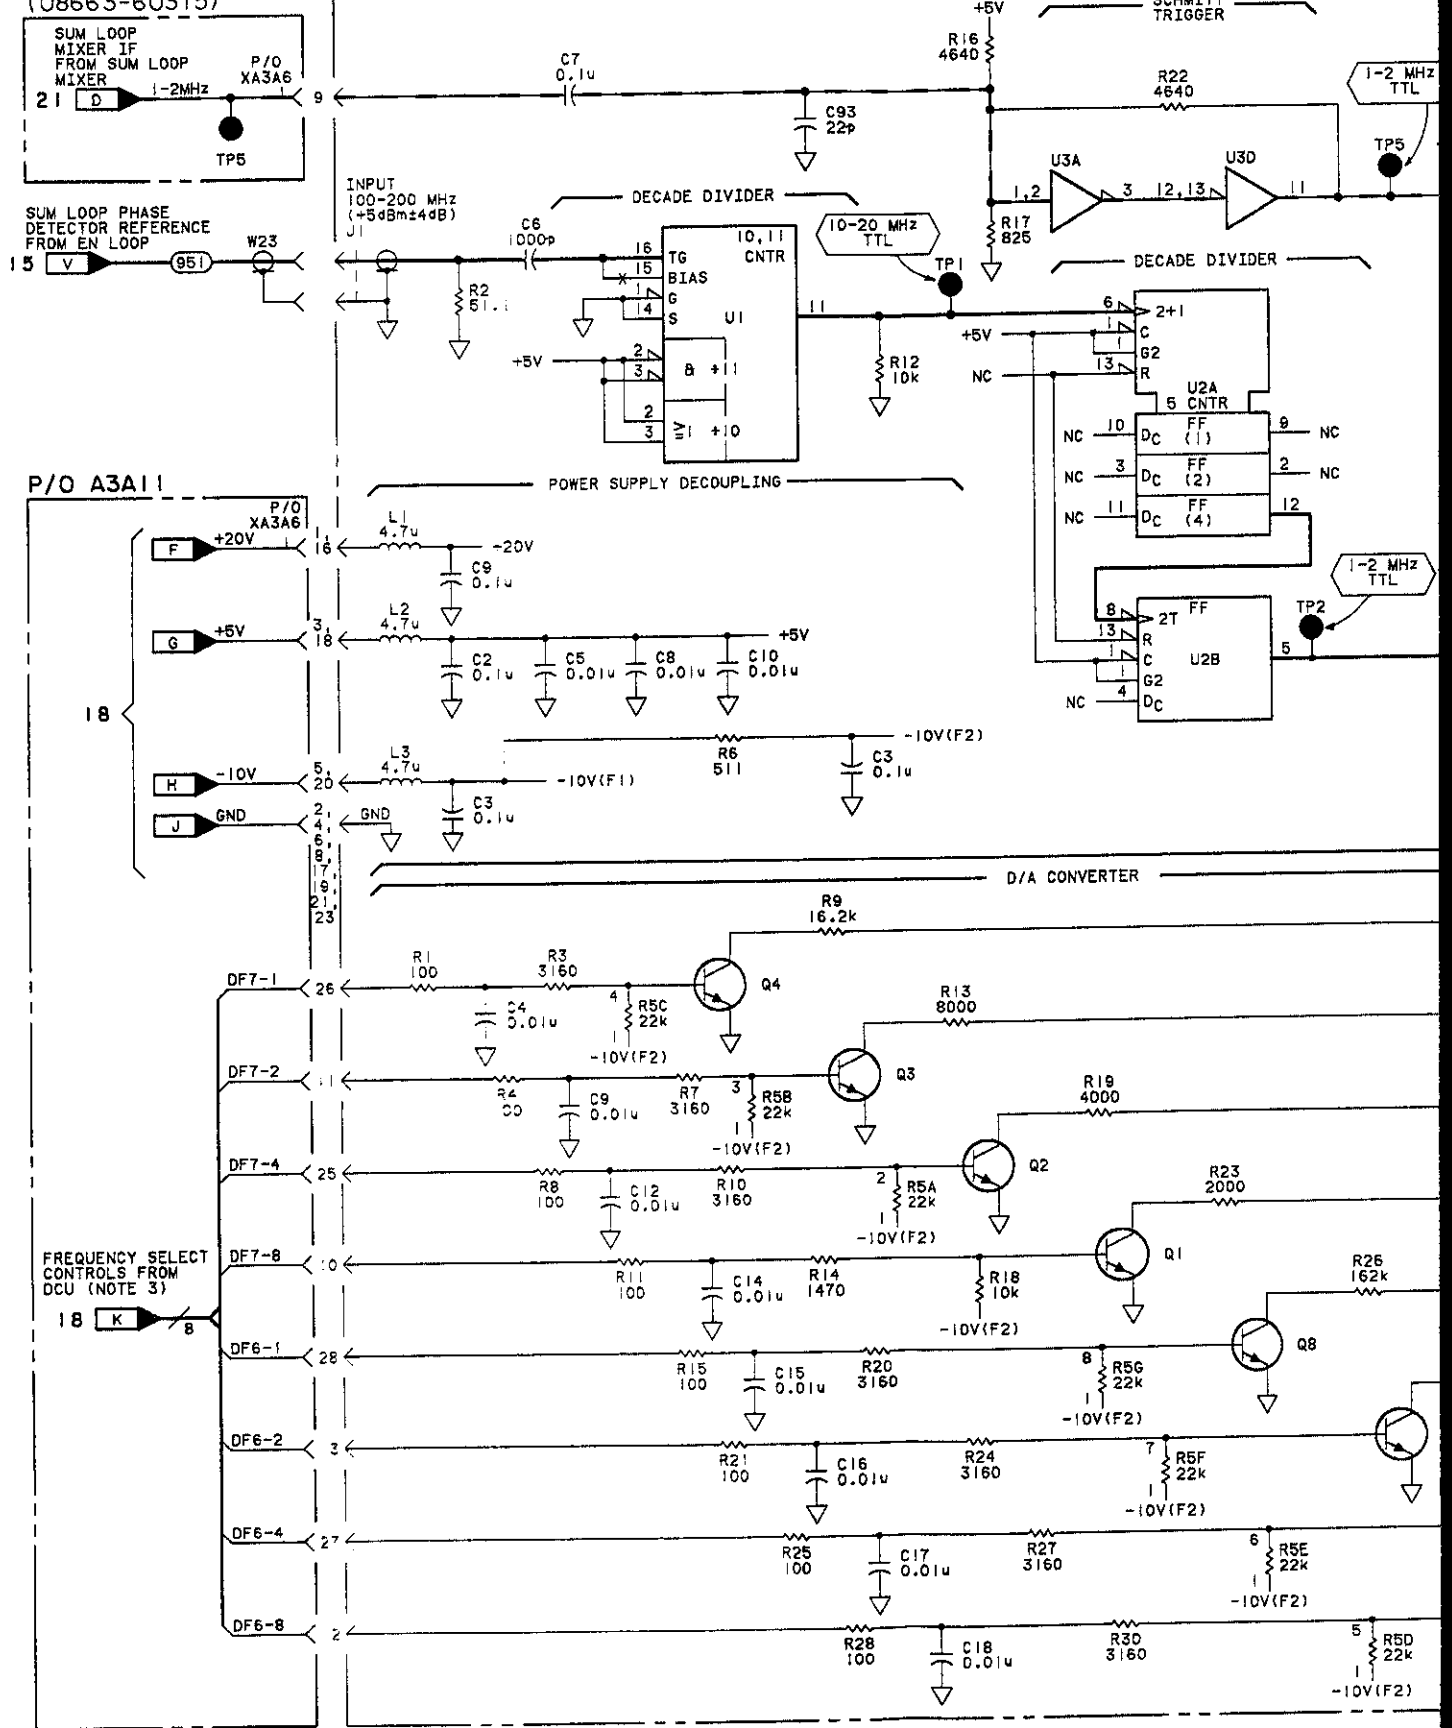 (08663-60315)
SUM LOOP
MIXER IF
FROM SUM LOOP
MIXER
P/O
XA3A6
21 D 1-2MHz
9
TP5
C7
0.1u
C93
22p
+5V
R16
4640
SCHMITT
TRIGGER
R22
4640
1-2 MHz
TTL
TP5
U3A
1,2
3
12,13
U3D
11
R17
825
SUM LOOP PHASE
DETECTOR REFERENCE
FROM EN LOOP
15 V
951
W23
INPUT
100-200 MHz
(+5dBm±4dB)
J1
R2
C6
1000p
DECADE DIVIDER
10,11
CNTR
16 TG
15 BIAS
1 G
14 S
U1
+5V
2
3
& ÷11
2
3
≥1 ÷10
11
10-20 MHz
TTL
TP1
R12
10k
DECADE DIVIDER
6 2+1
+5V
1 C
1 G2
NC
13 R
U2A
5 CNTR
NC 10 DC FF (1) 9 NC
NC 3 DC FF (2) 2 NC
NC 11 DC FF (4) 12
1-2 MHz
TTL
TP2
8 2T FF
13 R
1 C
1 G2
U2B
5
NC 4 DC
P/O A3A11
P/O
XA3A6
POWER SUPPLY DECOUPLING
F +20V
1,
16
L1
4.7u
-20V
C9
0.1u
G +5V
3,
18
L2
4.7u
+5V
C2
0.1u
C5
0.01u
C8
0.01u
C10
0.01u
18
H -10V
5,
20
L3
4.7u
-10V(F1)
C3
0.1u
R6
511
-10V(F2)
C3
0.1u
J GND
2,
4,
6,
8,
17,
19,
21,
23
GND
D/A CONVERTER
DF7-1
26
R1
100
C4
0.01u
R3
3160
4
R5C
22k
1
-10V(F2)
Q4
R9
16.2k
DF7-2
11
R4
C9
0.01u
R7
3160
3
R5B
22k
1
-10V(F2)
Q3
R13
8000
DF7-4
25
R8
100
C12
0.01u
R10
3160
2
R5A
22k
1
-10V(F2)
Q2
R19
4000
FREQUENCY SELECT
CONTROLS FROM
DCU (NOTE 3)
18 K
8
DF7-8
10
R11
100
C14
0.01u
R14
1470
R18
10k
-10V(F2)
Q1
R23
2000
DF6-1
28
R15
100
C15
0.01u
R20
3160
8
R5G
22k
1
-10V(F2)
Q8
R26
162k
DF6-2
3
R21
100
C16
0.01u
R24
3160
7
R5F
22k
1
-10V(F2)
DF6-4
27
R25
100
C17
0.01u
R27
3160
6
R5E
22k
1
-10V(F2)
DF6-8
2
R28
100
C18
0.01u
R30
3160
5
R5D
22k
1
-10V(F2)